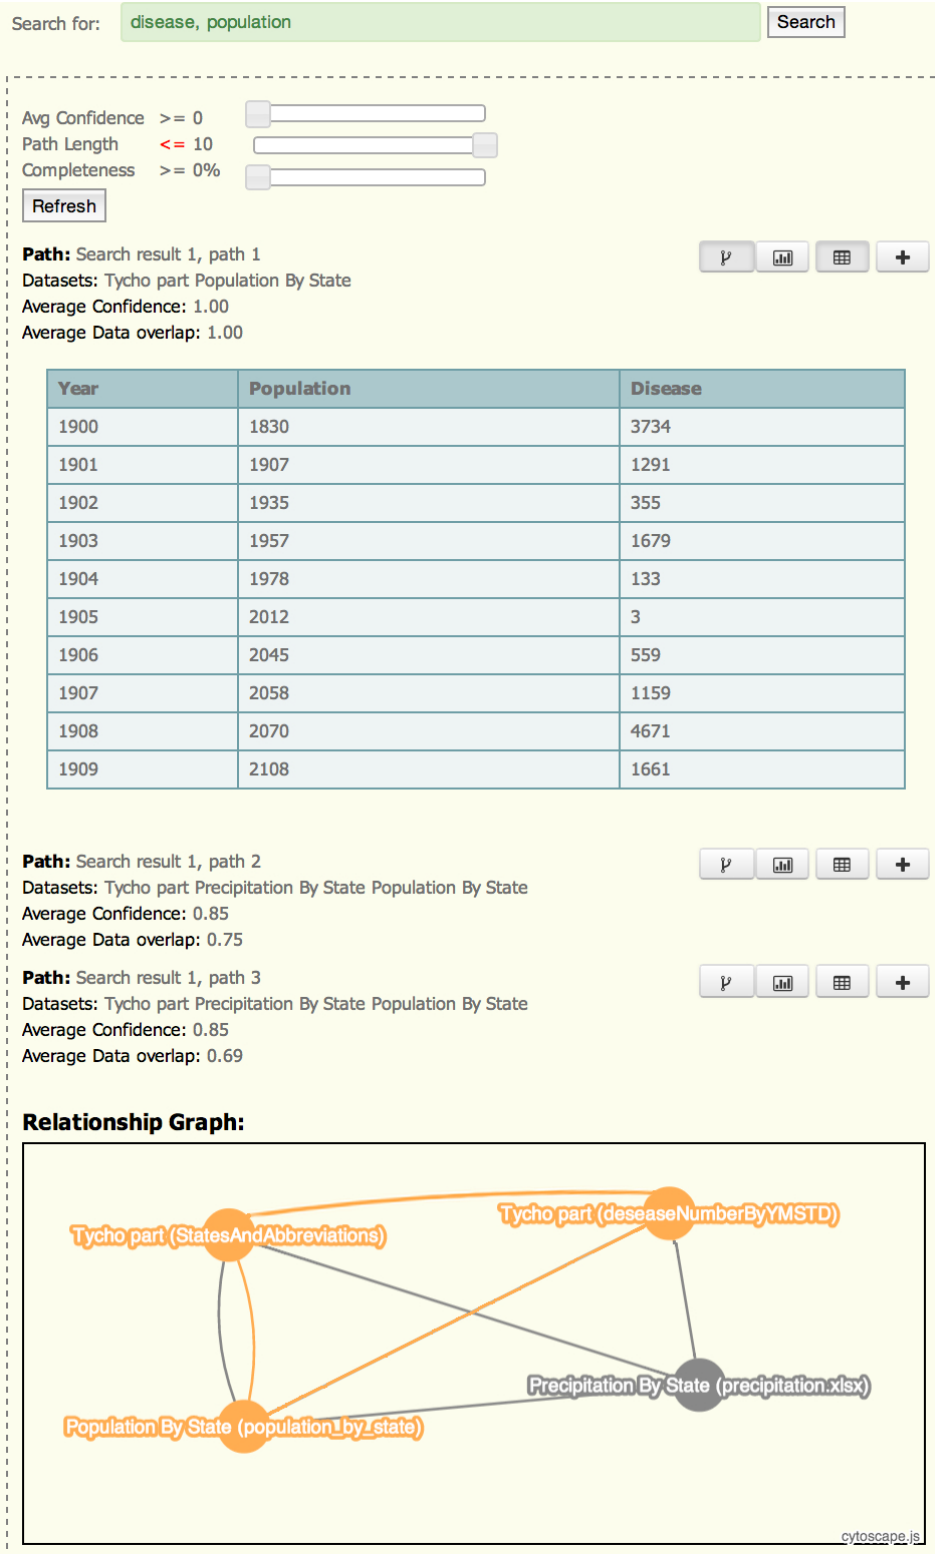 Search for: disease, population Search
Avg Confidence >= 0
Path Length <= 10
Completeness >= 0%
Refresh
Path: Search result 1, path 1
Datasets: Tycho part Population By State
Average Confidence: 1.00
Average Data overlap: 1.00
Year Population Disease
1900 1830 3734
1901 1907 1291
1902 1935 355
1903 1957 1679
1904 1978 133
1905 2012 3
1906 2045 559
1907 2058 1159
1908 2070 4671
1909 2108 1661
Path: Search result 1, path 2
Datasets: Tycho part Precipitation By State Population By State
Average Confidence: 0.85
Average Data overlap: 0.75
Path: Search result 1, path 3
Datasets: Tycho part Precipitation By State Population By State
Average Confidence: 0.85
Average Data overlap: 0.69
Relationship Graph:
Tycho part (deseaseNumberByYMSTD)
Tycho part (StatesAndAbbreviations)
Precipitation By State (precipitation.xlsx)
Population By State (population_by_state)
cytoscape.js